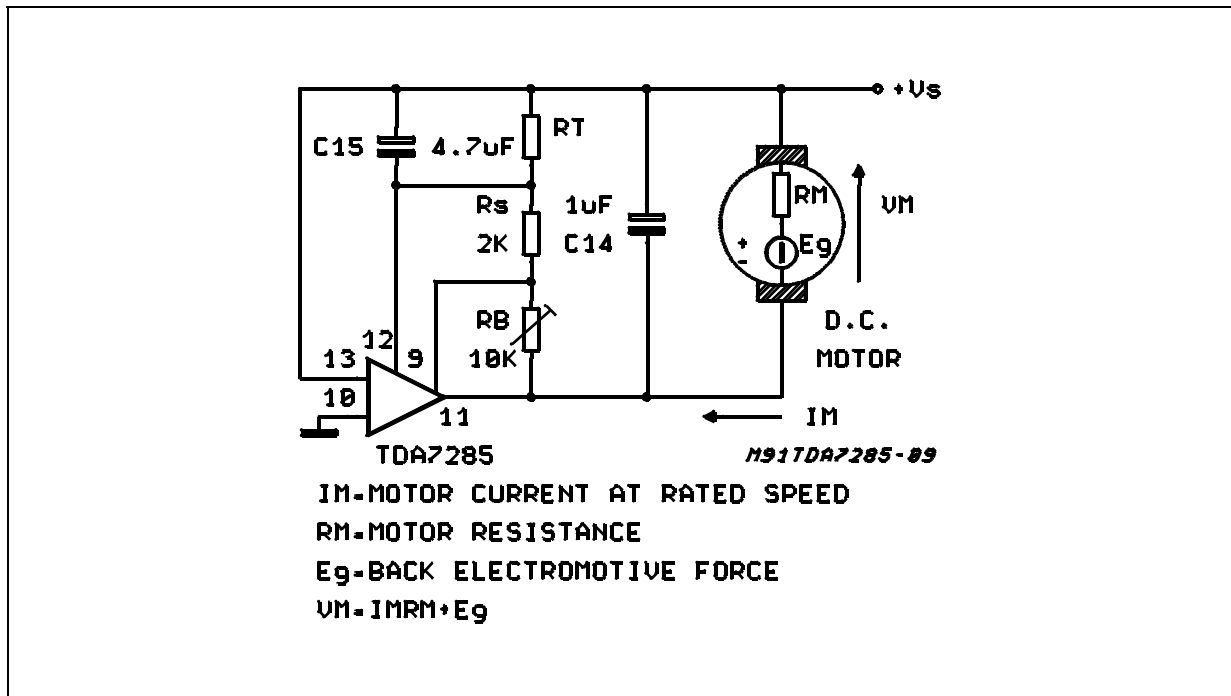 +Vs
RT
C15 4.7uF
RM
VM
Rs 1uF
2K C14
+ Eg
-
RB
10K
D.C.
MOTOR
12
13 9
10
11
IM
TDA7285
M91TDA7285-09
IM=MOTOR CURRENT AT RATED SPEED
RM=MOTOR RESISTANCE
Eg=BACK ELECTROMOTIVE FORCE
VM=IMRM+Eg